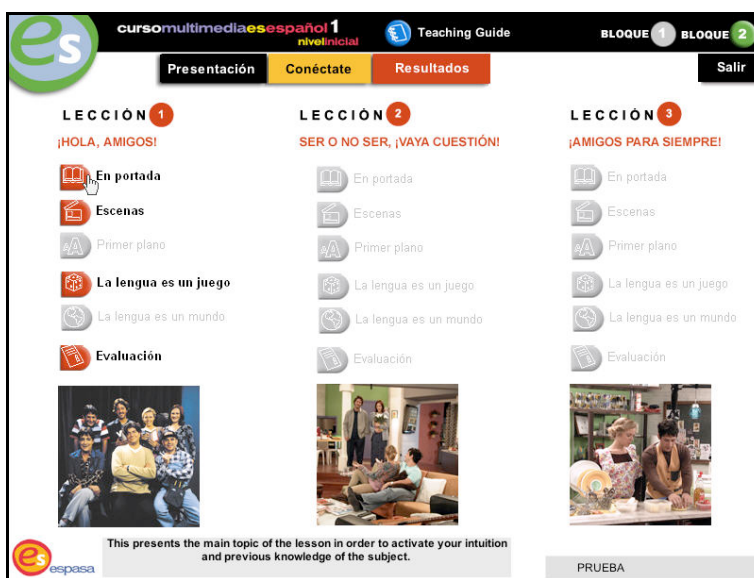 es
cursomultimediaesespañol1
nivelinicial
Teaching Guide
BLOQUE 1 BLOQUE 2
Presentación
Conéctate
Resultados
Salir
LECCIÓN 1
¡HOLA, AMIGOS!
En portada
Escenas
Primer plano
La lengua es un juego
La lengua es un mundo
Evaluación
LECCIÓN 2
SER O NO SER, ¡VAYA CUESTIÓN!
En portada
Escenas
Primer plano
La lengua es un juego
La lengua es un mundo
Evaluación
LECCIÓN 3
¡AMIGOS PARA SIEMPRE!
En portada
Escenas
Primer plano
La lengua es un juego
La lengua es un mundo
Evaluación
es espasa
This presents the main topic of the lesson in order to activate your intuition
and previous knowledge of the subject.
PRUEBA